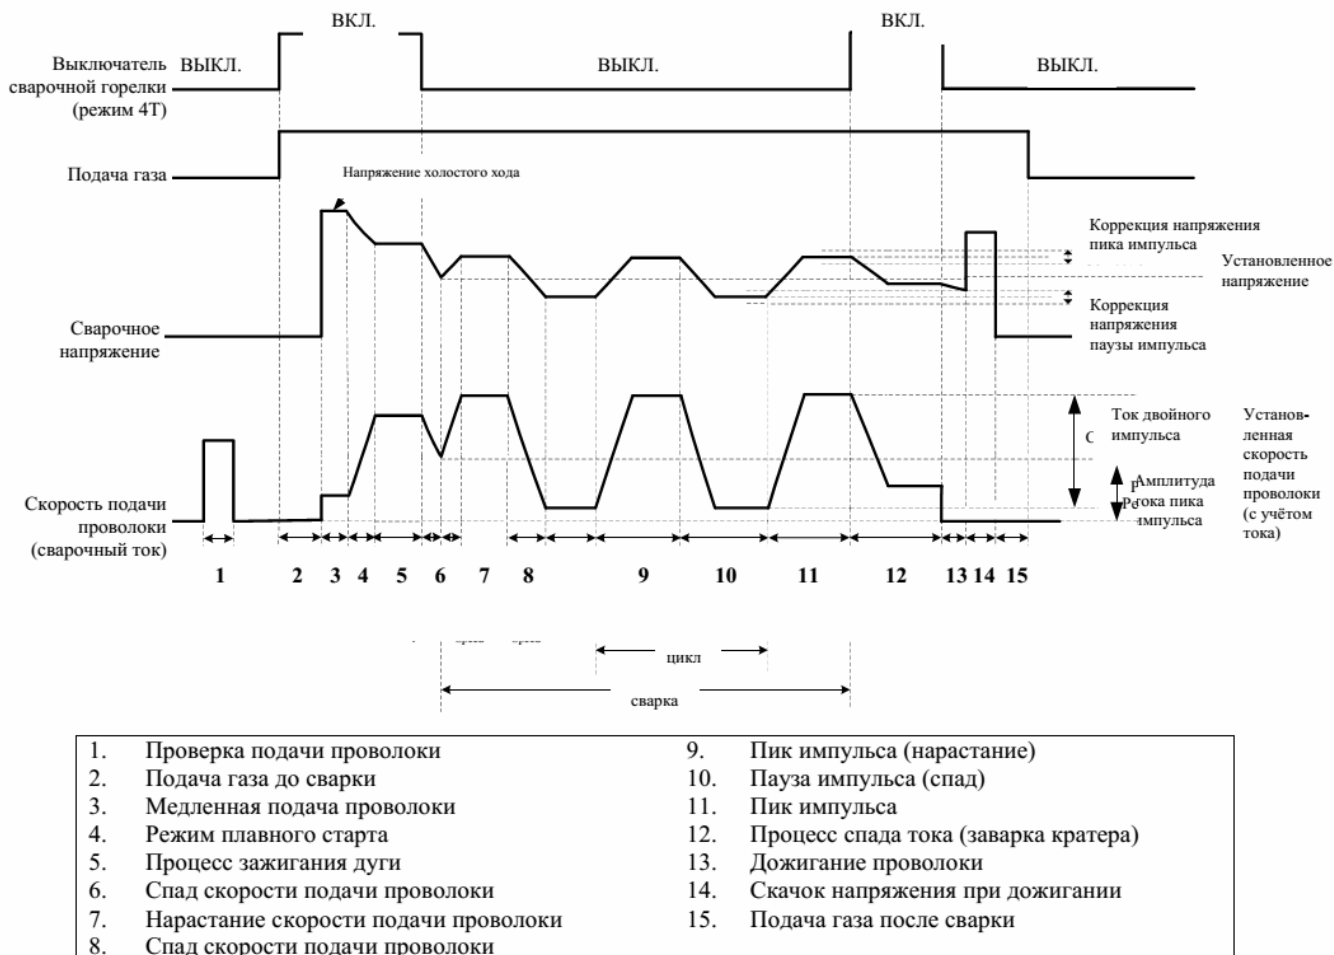 ВКЛ.
ВКЛ.
Выключатель
сварочной горелки
(режим 4Т)
ВЫКЛ.
ВЫКЛ.
ВЫКЛ.
Подача газа
Напряжение холостого хода
Коррекция напряжения
пика импульса
Установленное
напряжение
Коррекция
напряжения
паузы импульса
Сварочное
напряжение
Ток двойного
импульса
Установ-
ленная
скорость
подачи
проволоки
(с учётом
тока)
Амплитуда
тока пика
импульса
Скорость подачи
проволоки
(сварочный ток)
1 2 3 4 5 6 7 8 9 10 11 12 13 14 15
цикл
сварка
1. Проверка подачи проволоки
2. Подача газа до сварки
3. Медленная подача проволоки
4. Режим плавного старта
5. Процесс зажигания дуги
6. Спад скорости подачи проволоки
7. Нарастание скорости подачи проволоки
8. Спад скорости подачи проволоки
9. Пик импульса (нарастание)
10. Пауза импульса (спад)
11. Пик импульса
12. Процесс спада тока (заварка кратера)
13. Дожигание проволоки
14. Скачок напряжения при дожигании
15. Подача газа после сварки